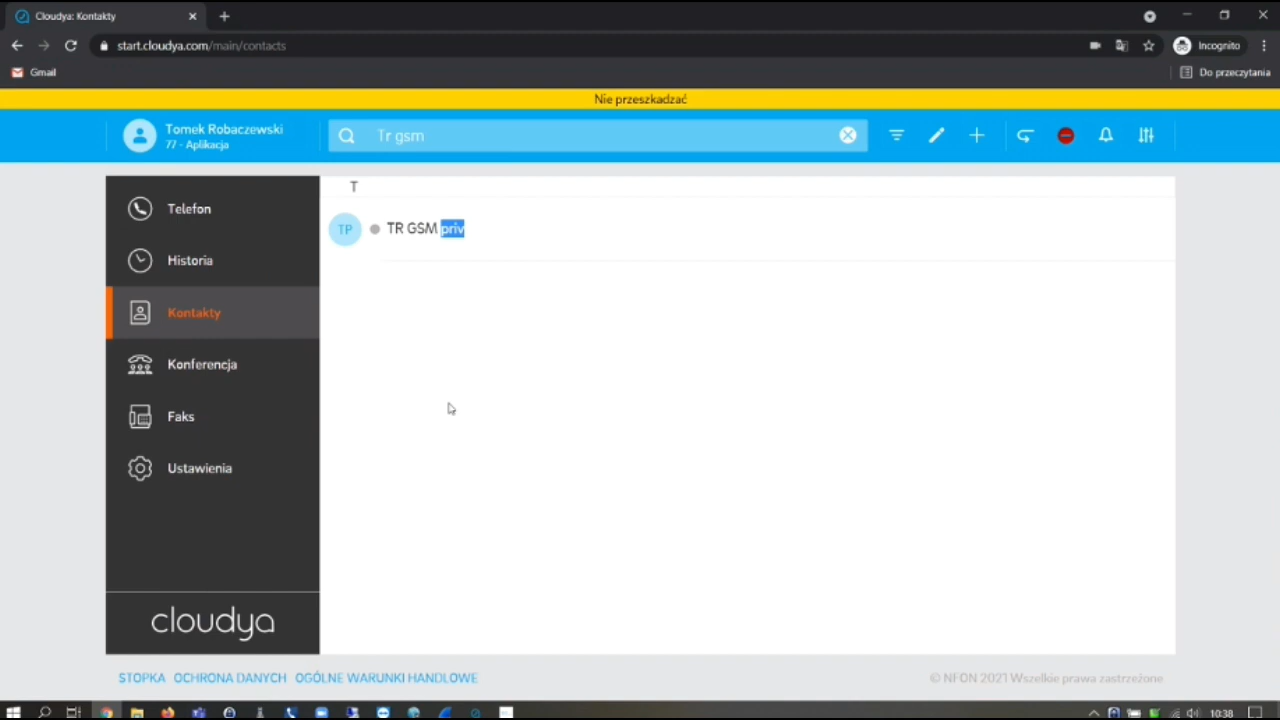 Cloudya: Kontakty
start.cloudya.com/main/contacts
Incognito
Gmail
Do przeczytania
Nie przeszkadzać
Tomek Robaczewski
77 - Aplikacja
Tr gsm
Telefon
Historia
Kontakty
Konferencja
Faks
Ustawienia
cloudya
T
TP
TR GSM priv
STOPKA OCHRONA DANYCH OGÓLNE WARUNKI HANDLOWE
© NFON 2021 Wszelkie prawa zastrzeżone
10:38